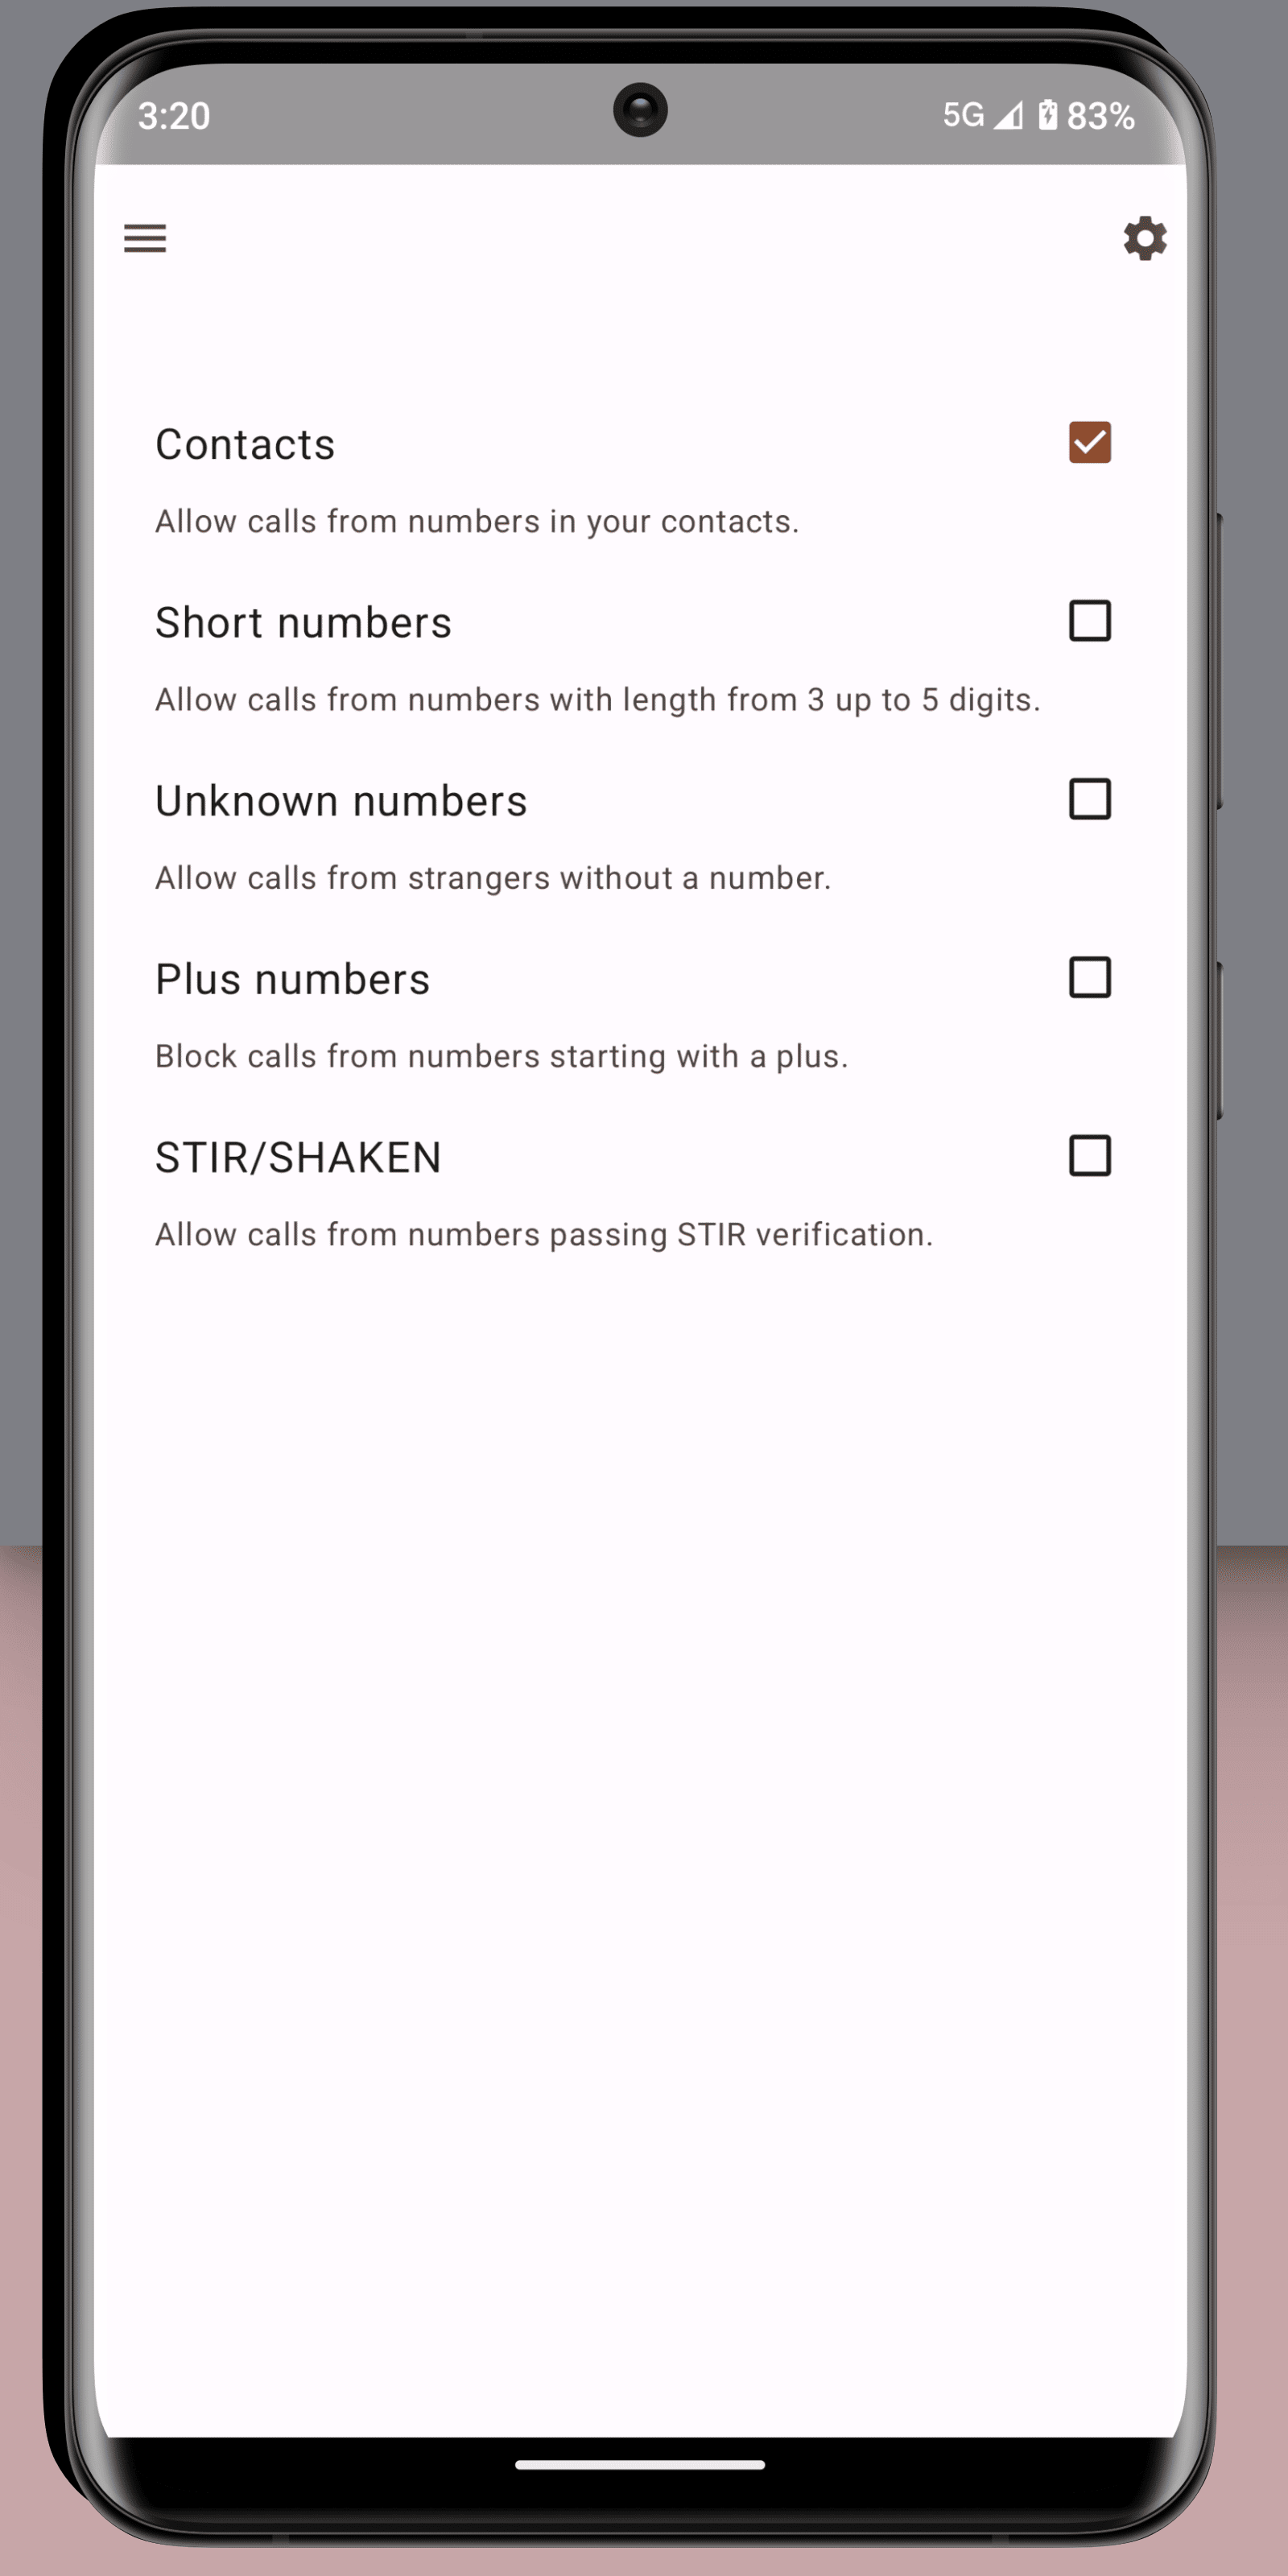 3:20
5G 83%
Contacts
Allow calls from numbers in your contacts.
Short numbers
Allow calls from numbers with length from 3 up to 5 digits.
Unknown numbers
Allow calls from strangers without a number.
Plus numbers
Block calls from numbers starting with a plus.
STIR/SHAKEN
Allow calls from numbers passing STIR verification.